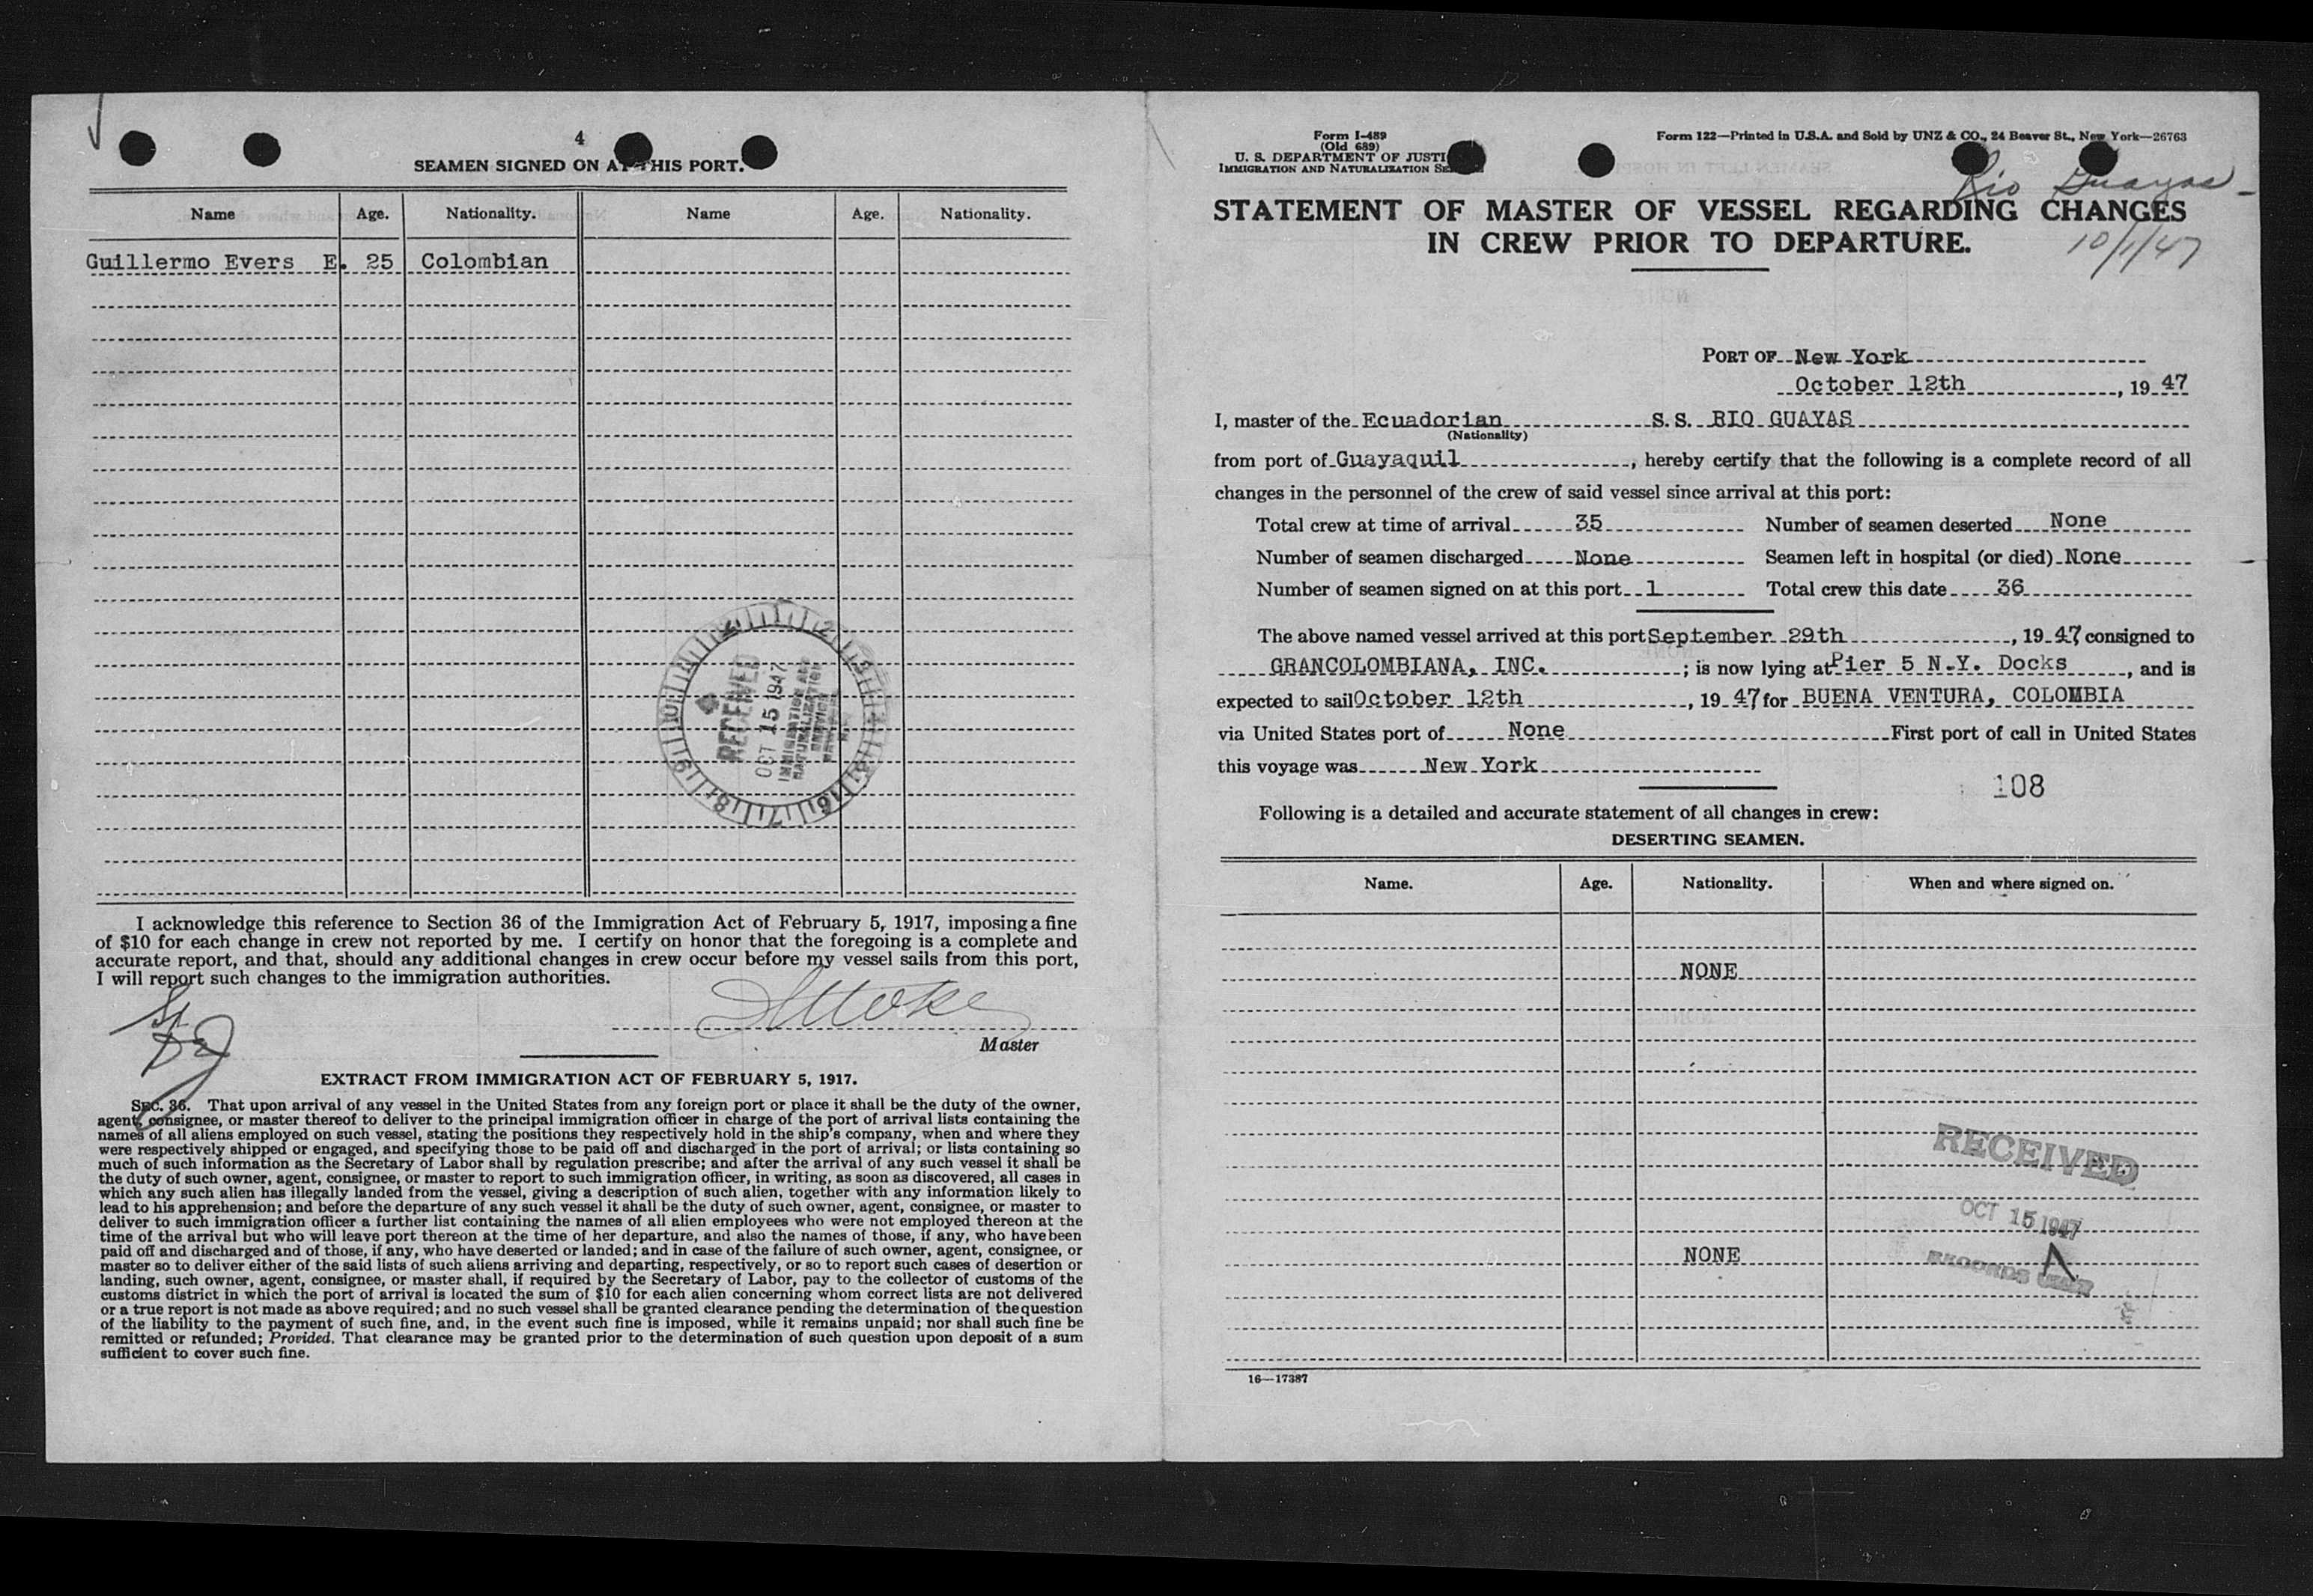 4
SEAMEN SIGNED ON AT THIS PORT.
Name Age. Nationality. Name Age. Nationality.
Guillermo Evers E. 25 Colombian
RECEIVED
OCT 15 1947
IMMIGRATION AND
NATURALIZATION
SERVICE
I acknowledge this reference to Section 36 of the Immigration Act of February 5, 1917, imposing a fine
of $10 for each change in crew not reported by me. I certify on honor that the foregoing is a complete and
accurate report, and that, should any additional changes in crew occur before my vessel sails from this port,
I will report such changes to the immigration authorities.
Master
EXTRACT FROM IMMIGRATION ACT OF FEBRUARY 5, 1917.
SEC. 36. That upon arrival of any vessel in the United States from any foreign port or place it shall be the duty of the owner,
agent, consignee, or master thereof to deliver to the principal immigration officer in charge of the port of arrival lists containing the
names of all aliens employed on such vessel, stating the positions they respectively hold in the ship's company, when and where they
were respectively shipped or engaged, and specifying those to be paid off and discharged in the port of arrival; or lists containing so
much of such information as the Secretary of Labor shall by regulation prescribe; and after the arrival of any such vessel it shall be
the duty of such owner, agent, consignee, or master to report to such immigration officer, in writing, as soon as discovered, all cases in
which any such alien has illegally landed from the vessel, giving a description of such alien, together with any information likely to
lead to his apprehension; and before the departure of any such vessel it shall be the duty of such owner, agent, consignee, or master to
deliver to such immigration officer a further list containing the names of all alien employees who were not employed thereon at the
time of the arrival but who will leave port thereon at the time of her departure, and also the names of those, if any, who have been
paid off and discharged and of those, if any, who have deserted or landed; and in case of the failure of such owner, agent, consignee, or
master so to deliver either of the said lists of such aliens arriving and departing, respectively, or so to report such cases of desertion or
landing, such owner, agent, consignee, or master shall, if required by the Secretary of Labor, pay to the collector of customs of the
customs district in which the port of arrival is located the sum of $10 for each alien concerning whom correct lists are not delivered
or a true report is not made as above required; and no such vessel shall be granted clearance pending the determination of the question
of the liability to the payment of such fine, and, in the event such fine is imposed, while it remains unpaid; nor shall such fine be
remitted or refunded; Provided, That clearance may be granted prior to the determination of such question upon deposit of a sum
sufficient to cover such fine.
Form I-489
(Old 689)
U. S. DEPARTMENT OF JUSTI
IMMIGRATION AND NATURALIZATION SE
Form 122—Printed in U.S.A. and Sold by UNZ & CO., 24 Beaver St., New York—26763
Rio Guayas -
STATEMENT OF MASTER OF VESSEL REGARDING CHANGES
IN CREW PRIOR TO DEPARTURE.
10/1/47
PORT OF New York
October 12th, 19 47
I, master of the Ecuadorian S. S. RIO GUAYAS
(Nationality)
from port of Guayaquil, hereby certify that the following is a complete record of all
changes in the personnel of the crew of said vessel since arrival at this port:
Total crew at time of arrival 35 Number of seamen deserted None
Number of seamen discharged None Seamen left in hospital (or died) None
Number of seamen signed on at this port 1 Total crew this date 36
The above named vessel arrived at this port September 29th, 19 47 consigned to
GRANCOLOMBIANA, INC.; is now lying at Pier 5 N.Y. Docks, and is
expected to sail October 12th, 19 47 for BUENA VENTURA, COLOMBIA
via United States port of None First port of call in United States
this voyage was New York
108
Following is a detailed and accurate statement of all changes in crew:
DESERTING SEAMEN.
Name. Age. Nationality. When and where signed on.
NONE
RECEIVED
OCT 15 1947
NONE
RECORDS
16—17387